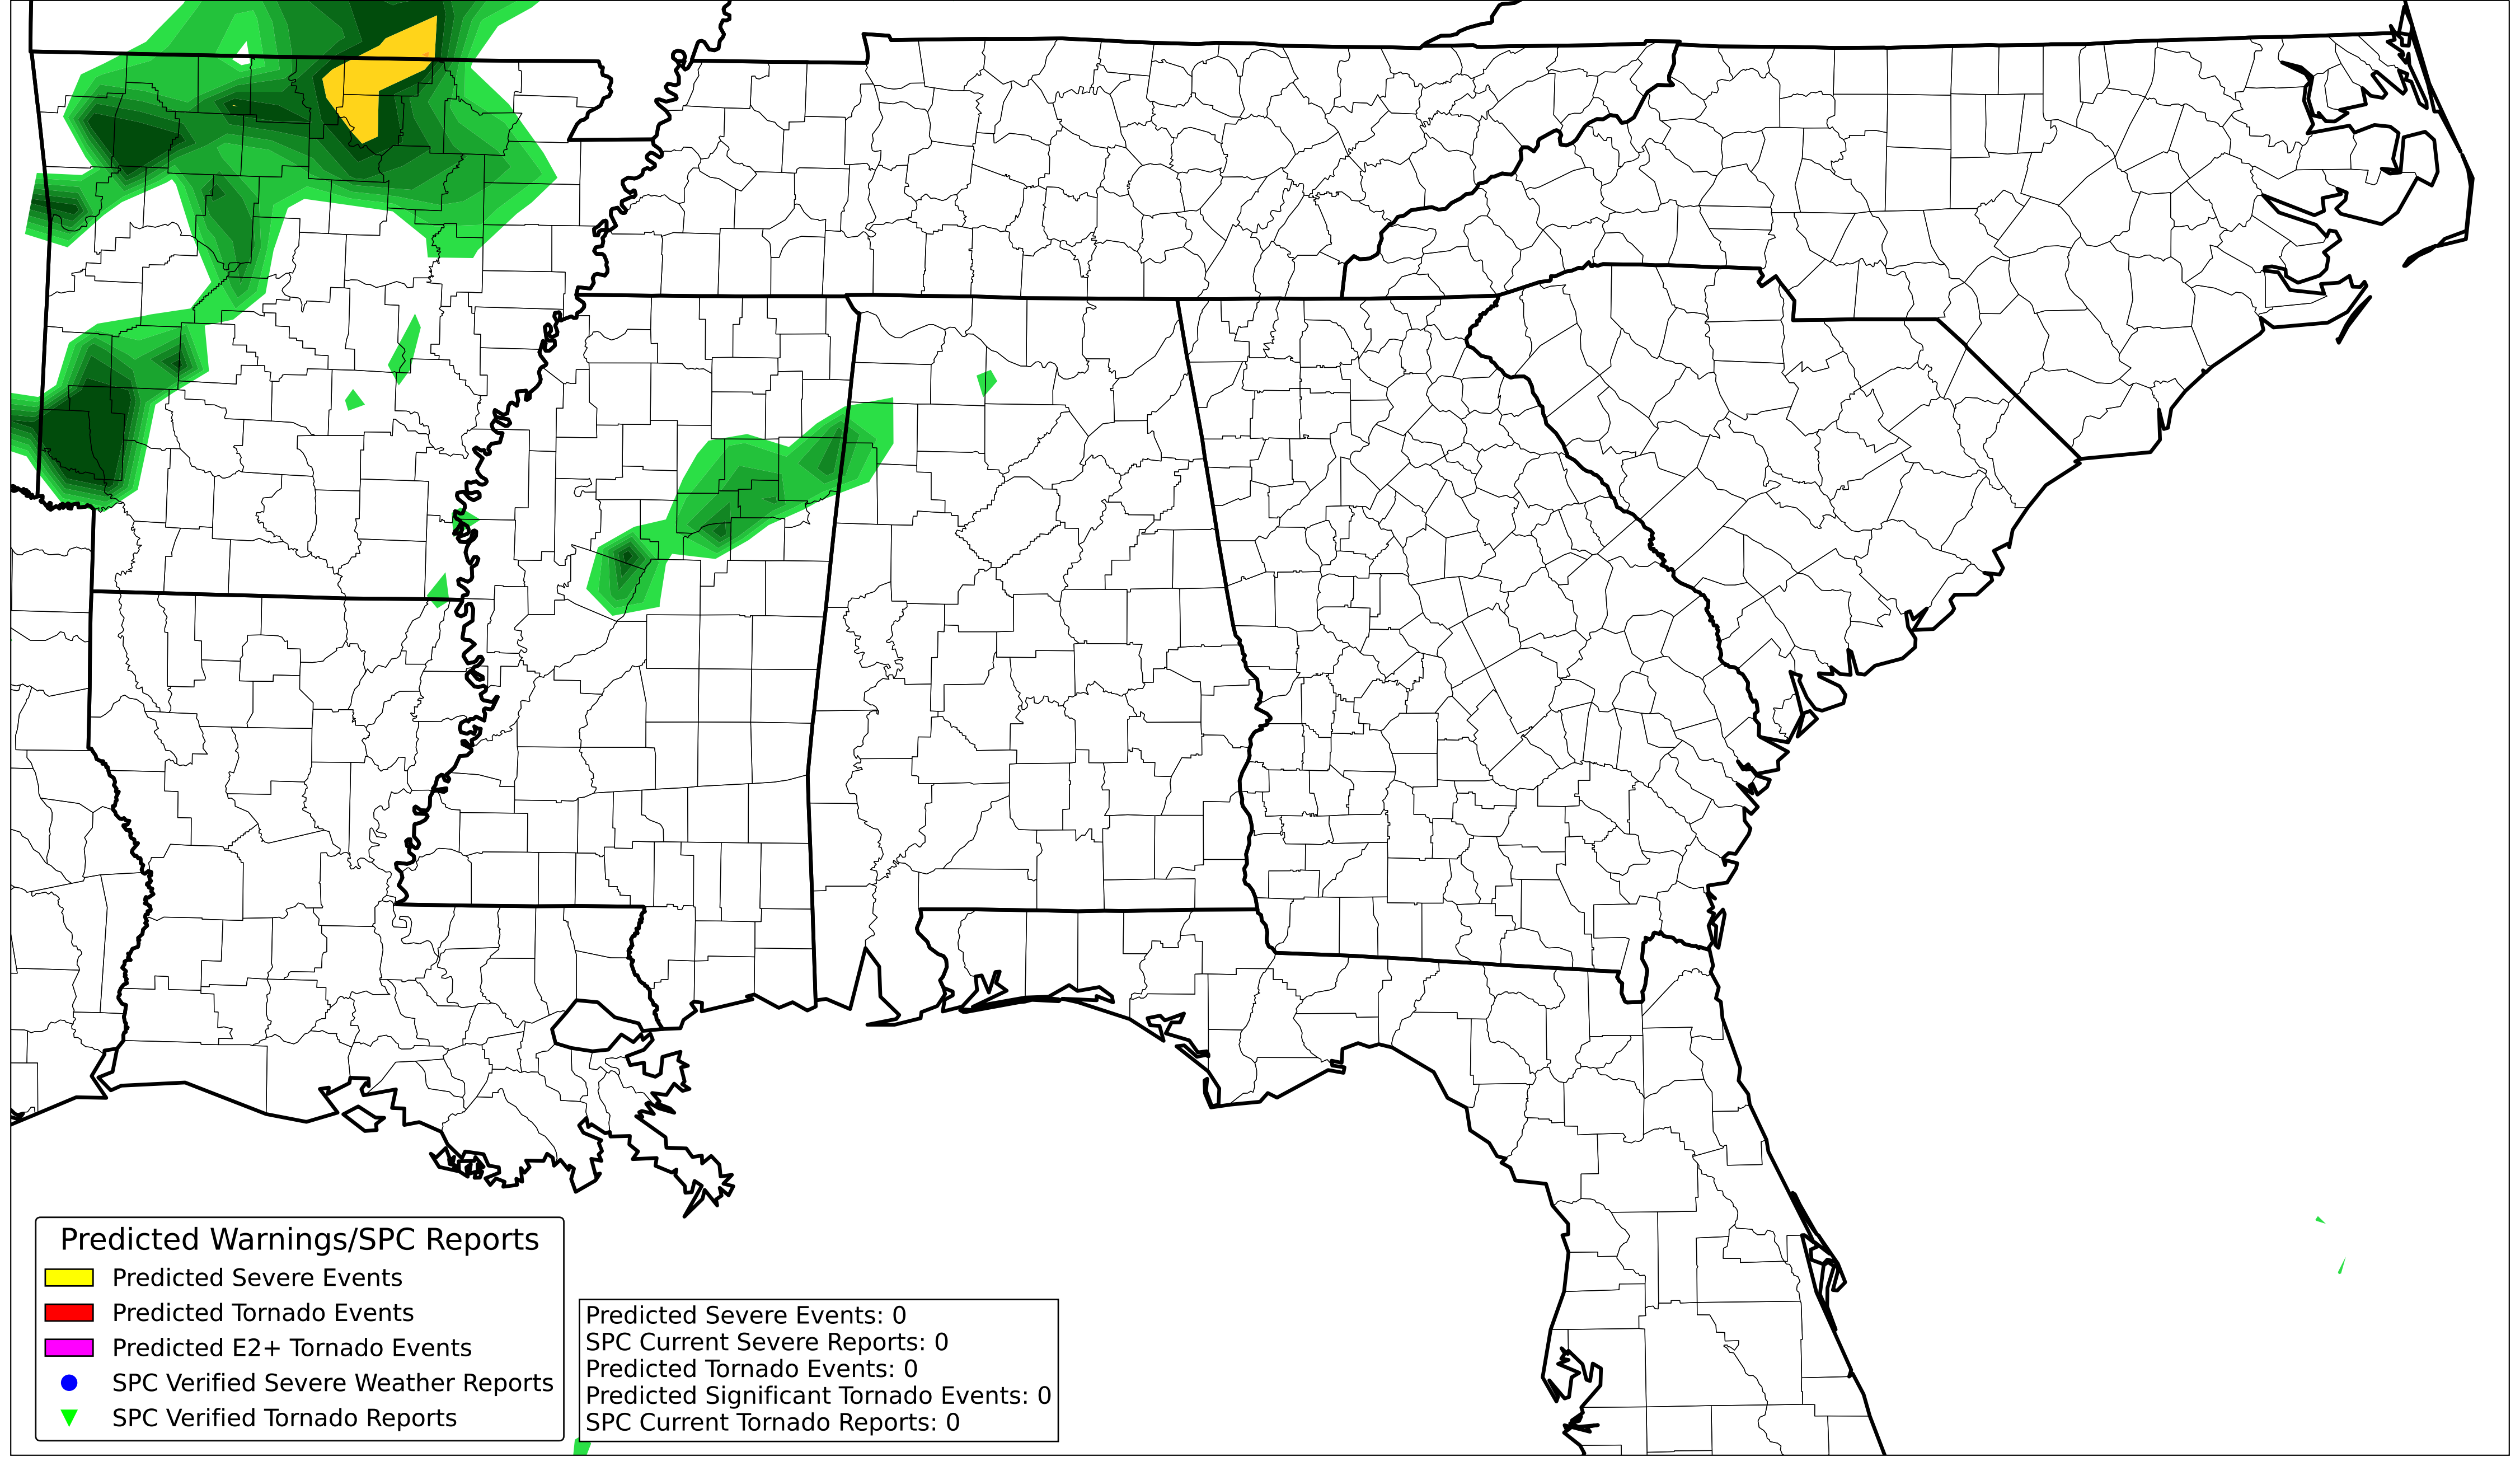 Predicted Warnings/SPC Reports
Predicted Severe Events
Predicted Tornado Events
Predicted E2+ Tornado Events
SPC Verified Severe Weather Reports
SPC Verified Tornado Reports
Predicted Severe Events: 0
SPC Current Severe Reports: 0
Predicted Tornado Events: 0
Predicted Significant Tornado Events: 0
SPC Current Tornado Reports: 0